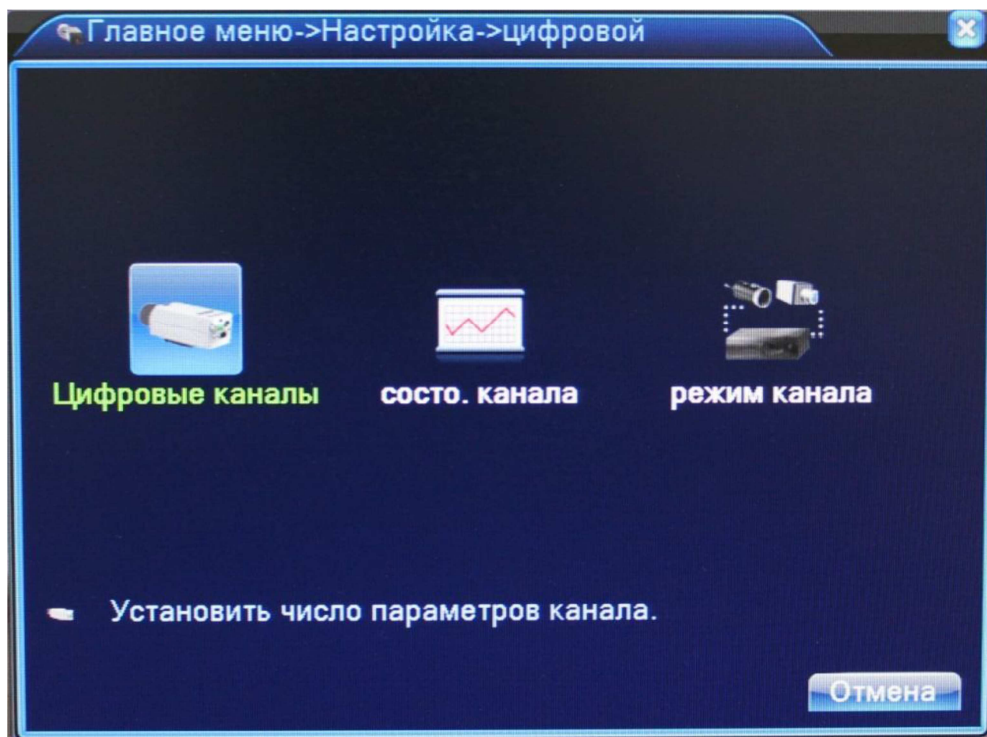 Главное меню->Настройка->цифровой
Цифровые каналы
состо. канала
режим канала
Установить число параметров канала.
Отмена